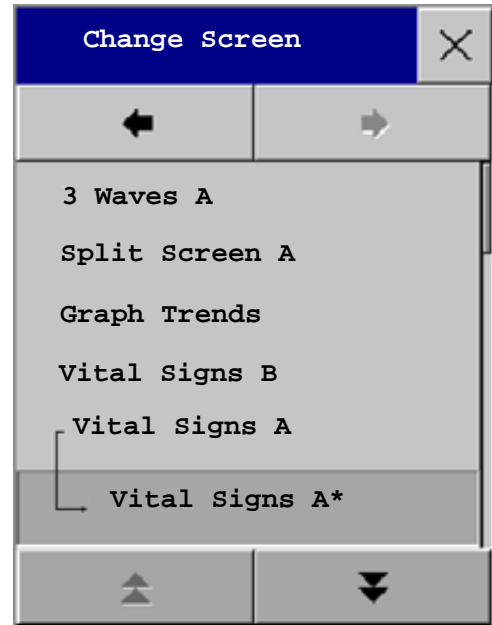 Change Screen
3 Waves A
Split Screen A
Graph Trends
Vital Signs B
Vital Signs A
Vital Signs A*